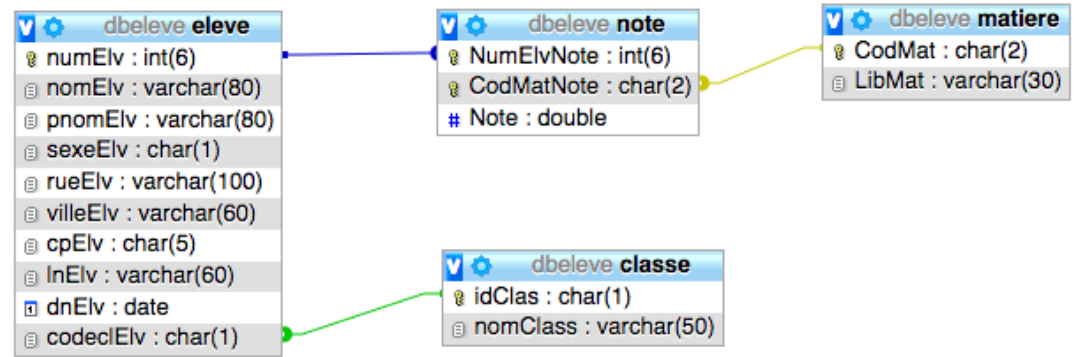 dbeleve eleve
numElv : int(6)
nomElv : varchar(80)
pnomElv : varchar(80)
sexeElv : char(1)
rueElv : varchar(100)
villeElv : varchar(60)
cpElv : char(5)
lnElv : varchar(60)
dnElv : date
codeclElv : char(1)
dbeleve note
NumElvNote : int(6)
CodMatNote : char(2)
# Note : double
dbeleve matiere
CodMat : char(2)
LibMat : varchar(30)
dbeleve classe
idClas : char(1)
nomClass : varchar(50)